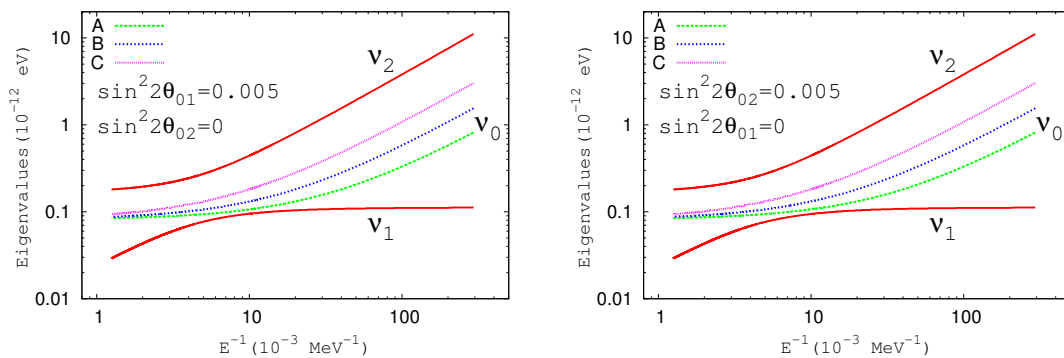 A
B
C
sin²2θ₀₁=0.005
sin²2θ₀₂=0
ν₂
ν₀
ν₁
10
1
0.1
0.01
1
10
100
Eigenvalues(10⁻¹² eV)
E⁻¹(10⁻³ MeV⁻¹)
A
B
C
sin²2θ₀₂=0.005
sin²2θ₀₁=0
ν₂
ν₀
ν₁
10
1
0.1
0.01
1
10
100
Eigenvalues(10⁻¹² eV)
E⁻¹(10⁻³ MeV⁻¹)